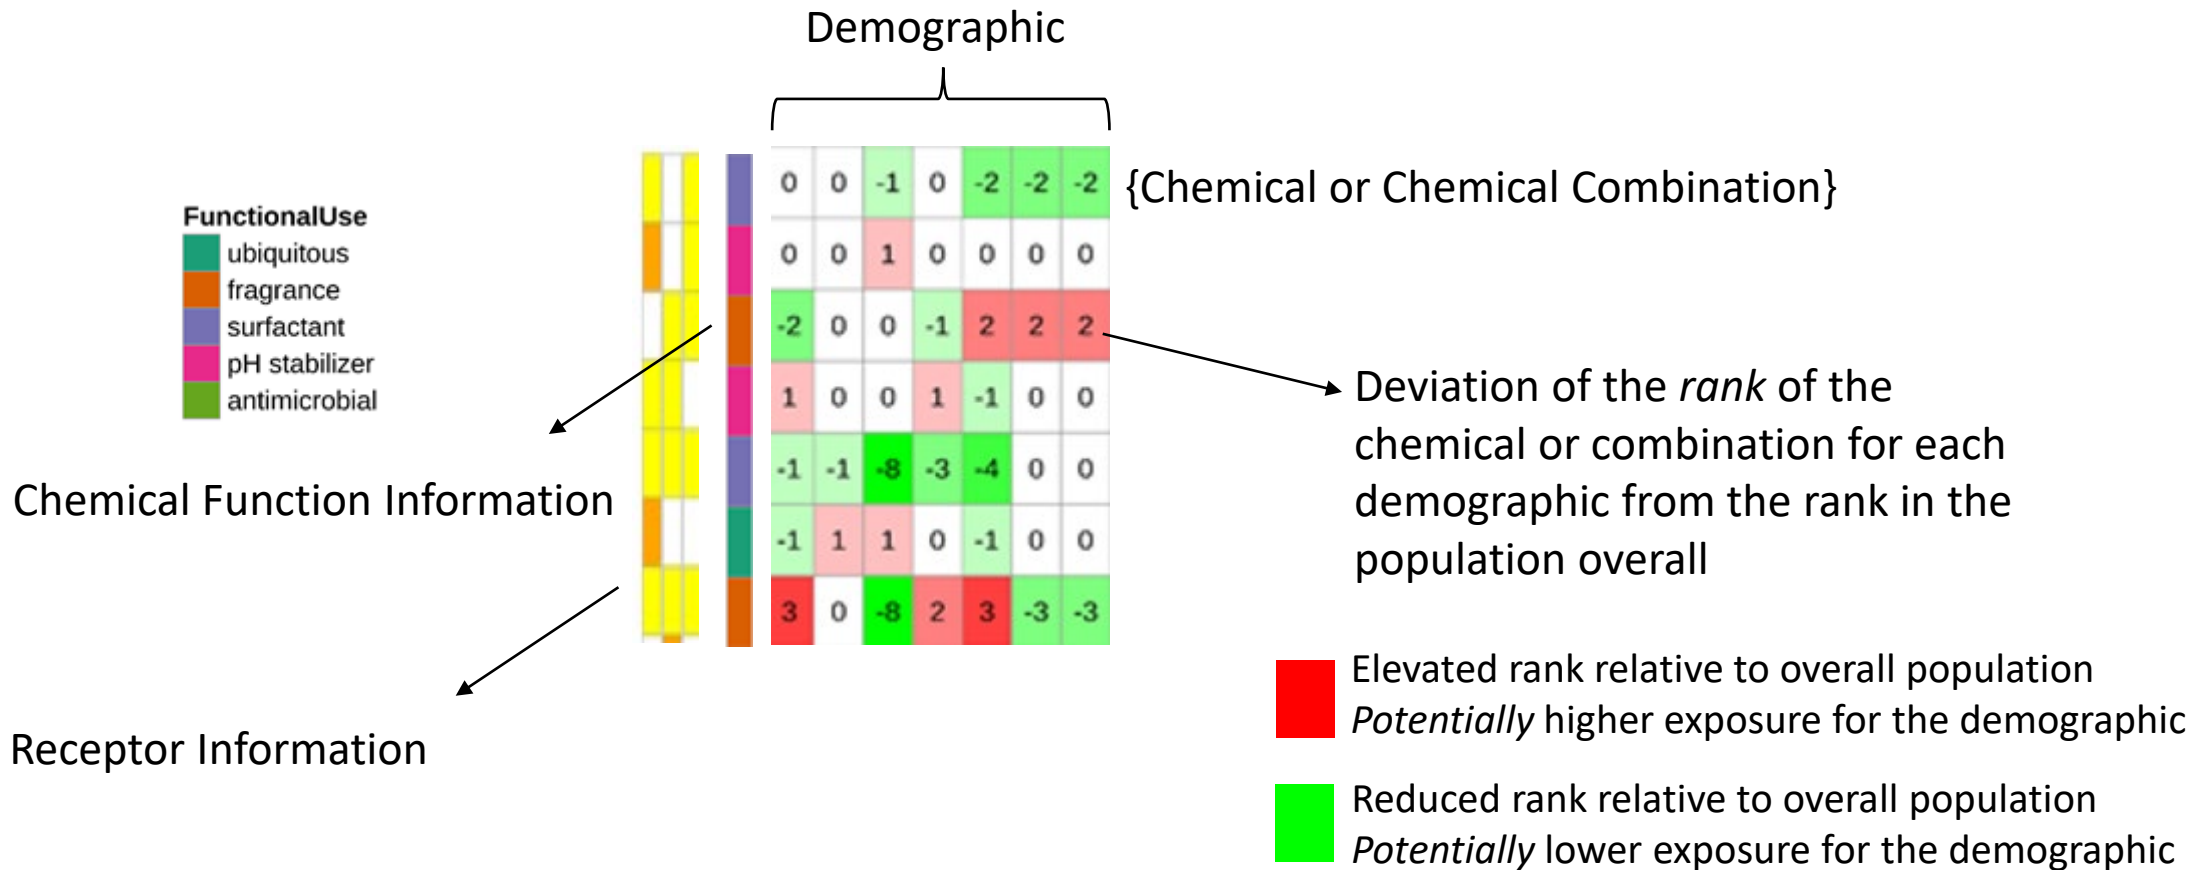 Demographic
{Chemical or Chemical Combination}
FunctionalUse
ubiquitous
fragrance
surfactant
pH stabilizer
antimicrobial
0 0 -1 0 -2 -2 -2
0 0 1 0 0 0 0
-2 0 0 -1 2 2 2
1 0 0 1 -1 0 0
-1 -1 -8 -3 -4 0 0
-1 1 1 0 -1 0 0
3 0 -8 2 3 -3 -3
Chemical Function Information
Receptor Information
Deviation of the rank of the
chemical or combination for each
demographic from the rank in the
population overall
Elevated rank relative to overall population
Potentially higher exposure for the demographic
Reduced rank relative to overall population
Potentially lower exposure for the demographic